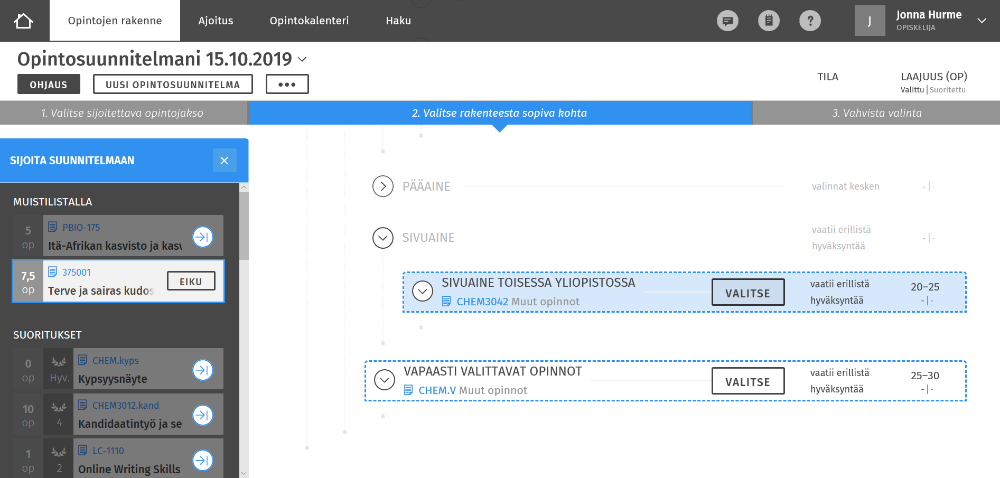 Opintojen rakenne
Ajoitus
Opintokalenteri
Haku
?
J
Jonna Hurme
OPISKELIJA
Opintosuunnitelmani 15.10.2019
OHJAUS
UUSI OPINTOSUUNNITELMA
•••
TILA
LAAJUUS (OP)
Valittu | Suoritettu
1. Valitse sijoitettava opintojakso
2. Valitse rakenteesta sopiva kohta
3. Vahvista valinta
SIJOITA SUUNNITELMAAN
MUISTILISTALLA
5 op
PBIO-175
Itä-Afrikan kasvisto ja kasv
7,5 op
375001
Terve ja sairas kudos
EIKU
SUORITUKSET
0 op
Hyv.
CHEM.kyps
Kypsyysnäyte
10 op
4
CHEM3012.kand
Kandidaatintyö ja se
1 op
2
LC-1110
Online Writing Skills
PÄÄAINE
valinnat kesken
- | -
SIVUAINE
vaatii erillistä
hyväksyntää
- | -
SIVUAINE TOISESSA YLIOPISTOSSA
CHEM3042 Muut opinnot
VALITSE
vaatii erillistä
hyväksyntää
20–25
- | -
VAPAASTI VALITTAVAT OPINNOT
CHEM.V Muut opinnot
VALITSE
vaatii erillistä
hyväksyntää
25–30
- | -